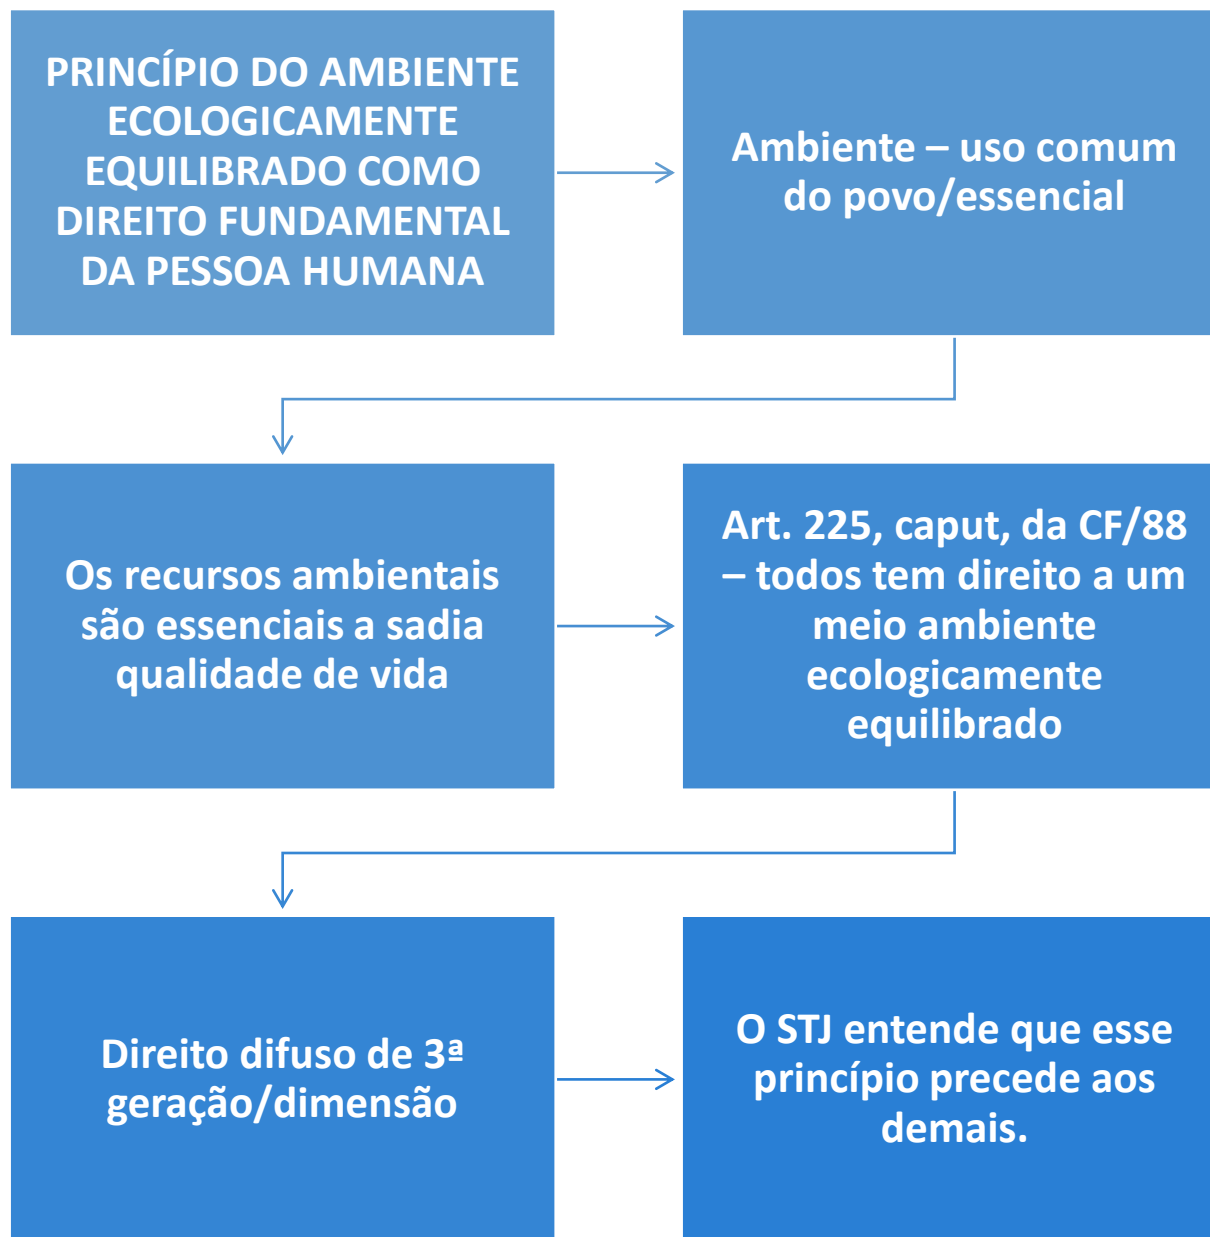 PRINCÍPIO DO AMBIENTE
ECOLOGICAMENTE
EQUILIBRADO COMO
DIREITO FUNDAMENTAL
DA PESSOA HUMANA
Ambiente – uso comum
do povo/essencial
Os recursos ambientais
são essenciais a sadia
qualidade de vida
Art. 225, caput, da CF/88
– todos tem direito a um
meio ambiente
ecologicamente
equilibrado
Direito difuso de 3ª
geração/dimensão
O STJ entende que esse
princípio precede aos
demais.